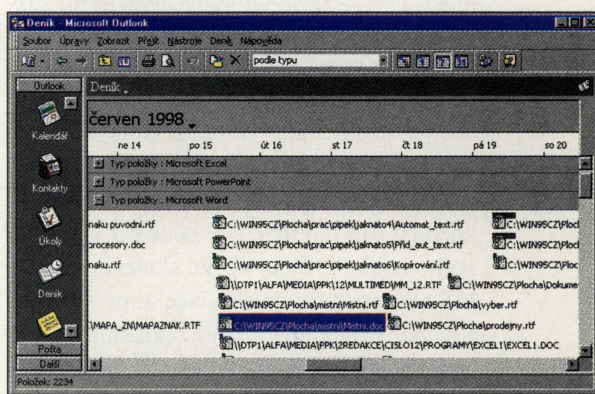 Deník - Microsoft Outlook
Soubor Úpravy Zobrazit Přejít Nástroje Deník Nápověda
podle typu
Outlook
Deník
Kalendář
Kontakty
Úkoly
Deník
Pošta
Další
červen 1998
ne 14 po 15 út 16 st 17 čt 18 pá 19 so 20
Typ položky : Microsoft Excel
Typ položky : Microsoft PowerPoint
Typ položky : Microsoft Word
naku puvodni.rtf C:\WIN95CZ\Plocha\prac\pipek\jaknato4\Automat_text.rtf C:\WIN95CZ\Ploc
procesory.doc C:\WIN95CZ\Plocha\prac\pipek\jaknato5\Přid_aut_text.rtf C:\WIN95CZ\Plocl
naku.rtf C:\WIN95CZ\Plocha\prac\pipek\jaknato6\Kopírování.rtf C:\WIN95CZ\Ploc
\\DTP1\ALFA\MEDIA\PPK\12\MULTIMED\MM_12.RTF C:\WIN95CZ\Plocha\Dokume
C:\WIN95CZ\Plocha\mistni\Mistni.rtf C:\WIN95CZ\Plocha\vyber.rtf
\MAPA_ZN\MAPAZNAK.RTF C:\WIN95CZ\Plocha\mistni\Mistni.doc C:\WIN95CZ\Plocha\prodejny.rtf
\\DTP1\ALFA\MEDIA\PPK\2REDAKCE\CISLO12\PROGRAMY\EXCEL1\EXCEL1.DOC
Položek: 2234